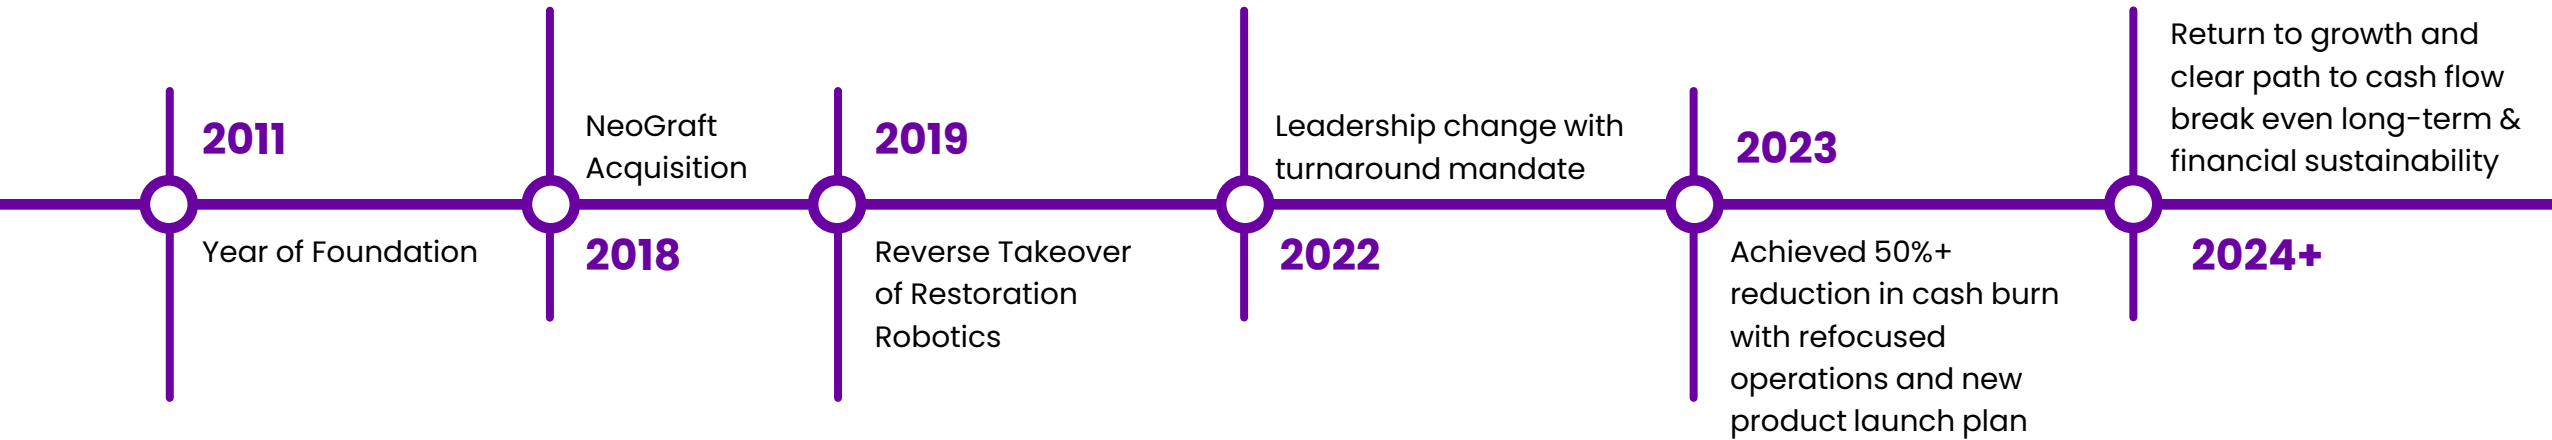 2011
Year of Foundation
NeoGraft
Acquisition
2018
2019
Reverse Takeover
of Restoration
Robotics
Leadership change with
turnaround mandate
2022
2023
Achieved 50%+
reduction in cash burn
with refocused
operations and new
product launch plan
Return to growth and
clear path to cash flow
break even long-term &
financial sustainability
2024+